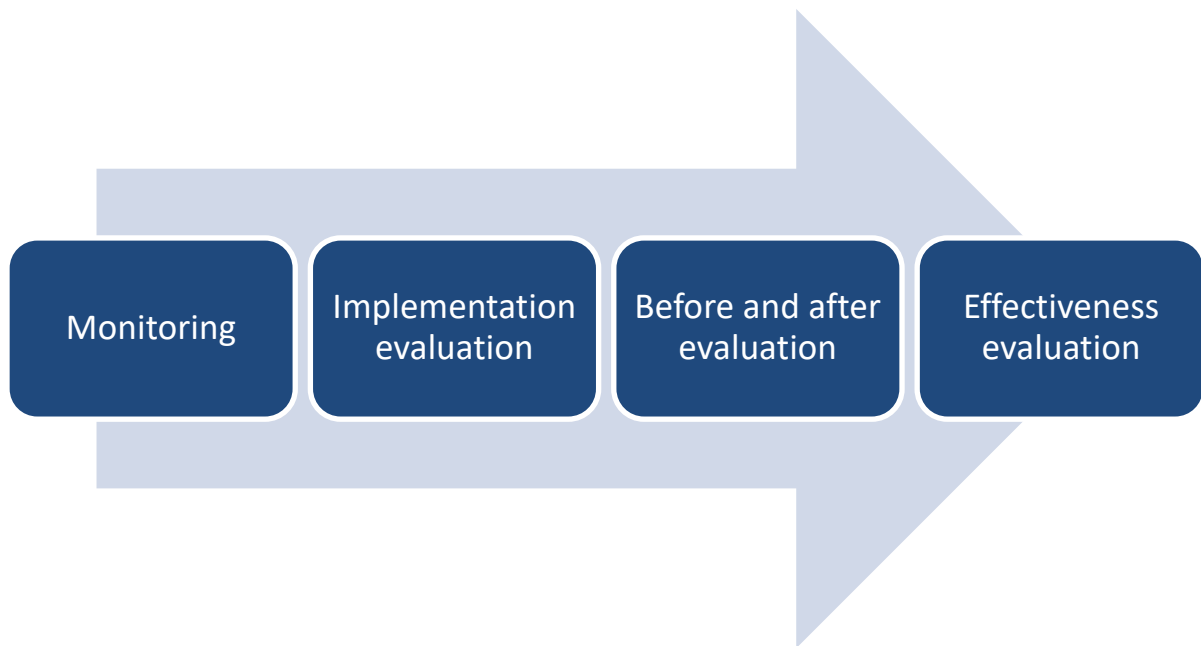 Monitoring
Implementation
evaluation
Before and after
evaluation
Effectiveness
evaluation